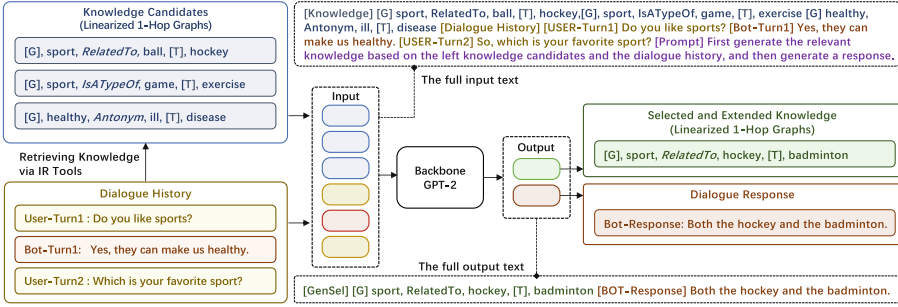 Knowledge Candidates
(Linearized 1-Hop Graphs)
[G], sport, RelatedTo, ball, [T], hockey
[G], sport, IsATypeOf, game, [T], exercise
[G], healthy, Antonym, ill, [T], disease
Retrieving Knowledge
via IR Tools
Dialogue History
User-Turn1 : Do you like sports?
Bot-Turn1: Yes, they can make us healthy.
User-Turn2 : Which is your favorite sport?
[Knowledge] [G] sport, RelatedTo, ball, [T], hockey,[G], sport, IsATypeOf, game, [T], exercise [G] healthy,
Antonym, ill, [T], disease [Dialogue History] [USER-Turn1] Do you like sports? [Bot-Turn1] Yes, they can
make us healthy. [USER-Turn2] So, which is your favorite sport? [Prompt] First generate the relevant
knowledge based on the left knowledge candidates and the dialogue history, and then generate a response.
The full input text
Input
Backbone
GPT-2
Output
Selected and Extended Knowledge
(Linearized 1-Hop Graphs)
[G], sport, RelatedTo, hockey, [T], badminton
Dialogue Response
Bot-Response: Both the hockey and the badminton.
The full output text
[GenSel] [G] sport, RelatedTo, hockey, [T], badminton [BOT-Response] Both the hockey and the badminton.